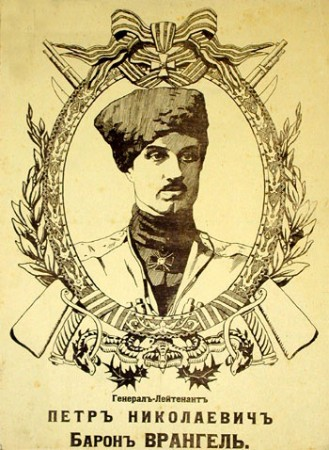 Генералъ-Лейтенантъ
ПЕТРЪ НИКОЛАЕВИЧЪ
Баронъ ВРАНГЕЛЬ.